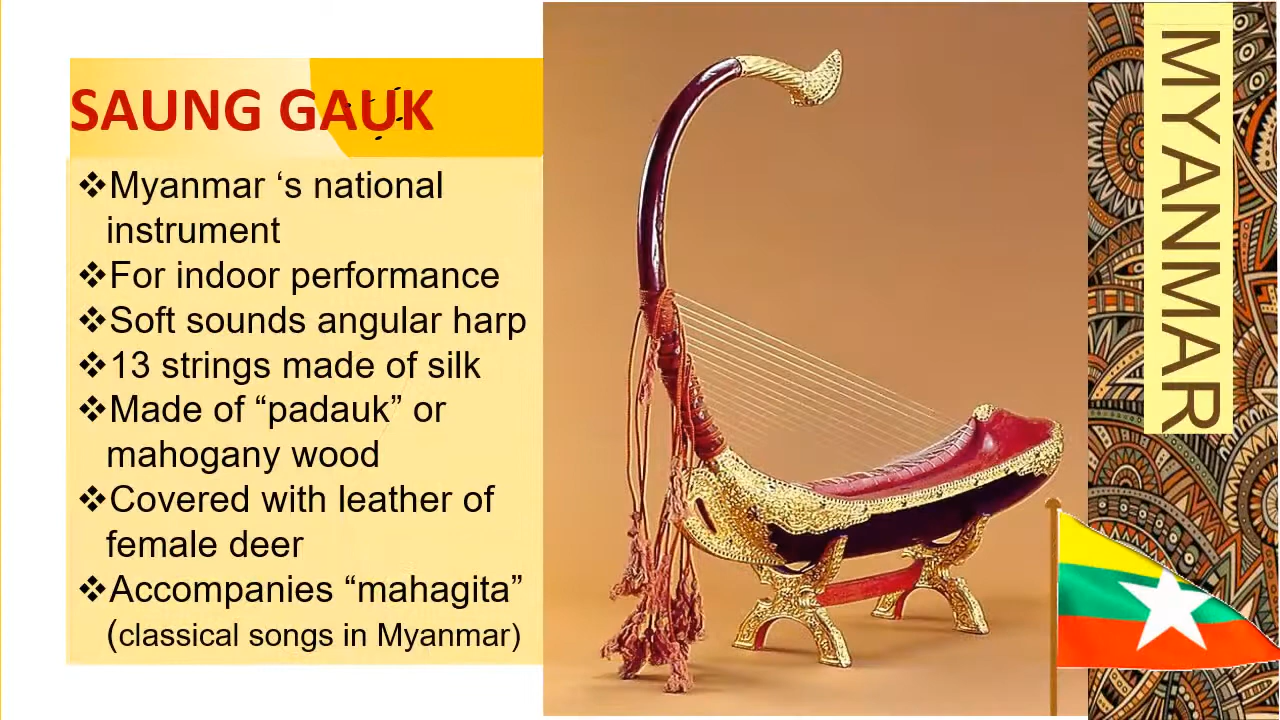 SAUNG GAUK
❖Myanmar ‘s national
instrument
❖For indoor performance
❖Soft sounds angular harp
❖13 strings made of silk
❖Made of “padauk” or
mahogany wood
❖Covered with leather of
female deer
❖Accompanies “mahagita”
(classical songs in Myanmar)
MYANMAR